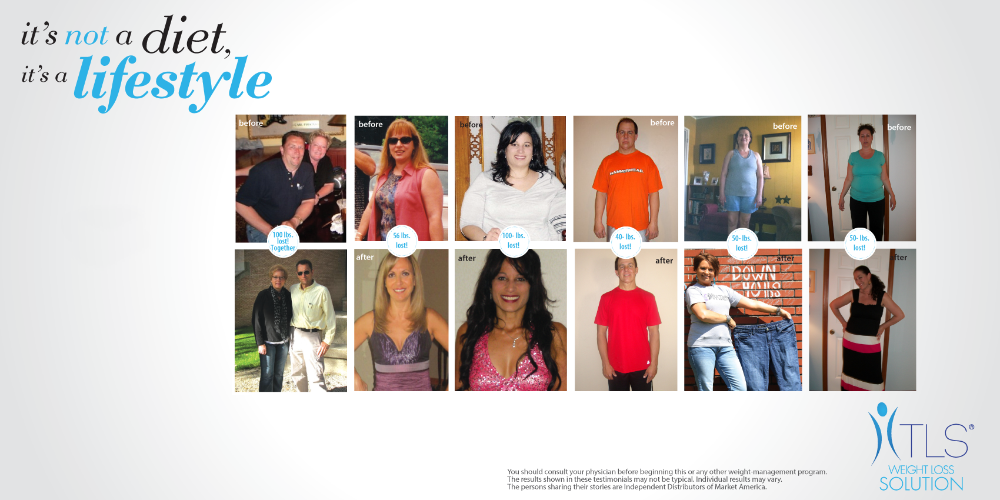 it's not a diet,
it's a lifestyle
before
before
before
before
before
before
CARL PERKINS
HAMMERHEAD
100 lbs.
lost!
Together
56 lbs.
lost!
100- lbs.
lost!
40- lbs.
lost!
50- lbs.
lost!
50- lbs.
lost!
after
after
after
after
after
DOWN
TLS®
WEIGHT LOSS
SOLUTION
You should consult your physician before beginning this or any other weight-management program.
The results shown in these testimonials may not be typical. Individual results may vary.
The persons sharing their stories are Independent Distributors of Market America.